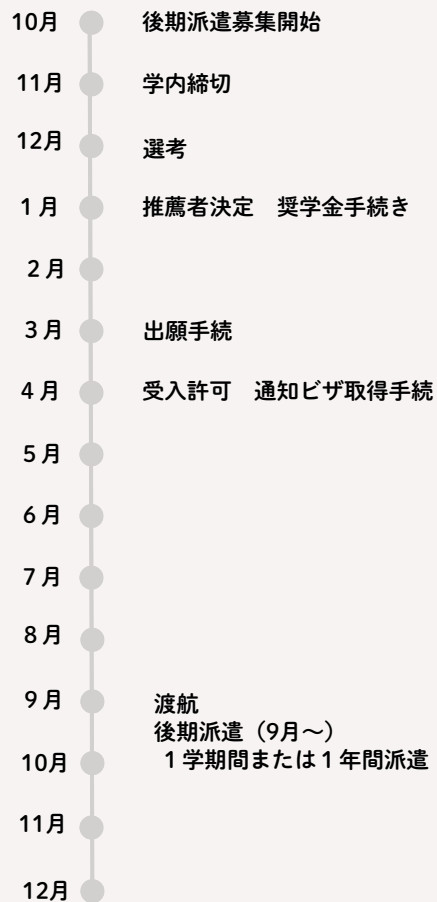 10月 後期派遣募集開始
11月 学内締切
12月 選考
1月 推薦者決定　奨学金手続き
2月
3月 出願手続
4月 受入許可　通知ビザ取得手続
5月
6月
7月
8月
9月 渡航
後期派遣（9月〜）
10月 1学期間または1年間派遣
11月
12月